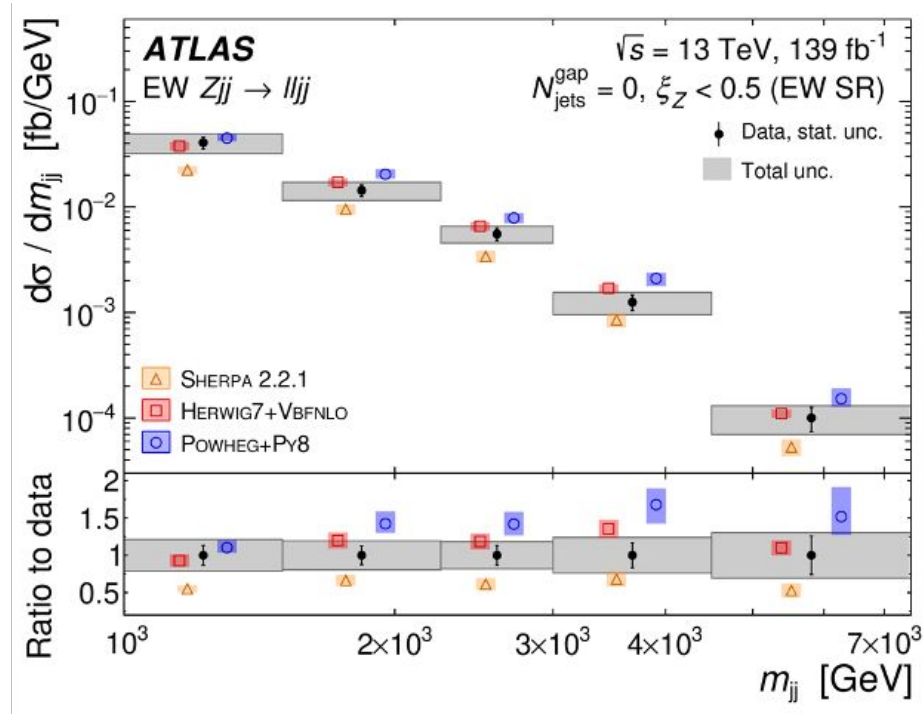 ATLAS
EW Zjj → lljj
√s = 13 TeV, 139 fb⁻¹
N^gap_jets = 0, ξ_Z < 0.5 (EW SR)
Data, stat. unc.
Total unc.
dσ / dm_jj [fb/GeV]
10⁻¹
10⁻²
10⁻³
10⁻⁴
SHERPA 2.2.1
HERWIG7+VBFNLO
POWHEG+PY8
Ratio to data
2
1.5
1
0.5
10³
2×10³
3×10³
4×10³
7×10³
m_jj [GeV]